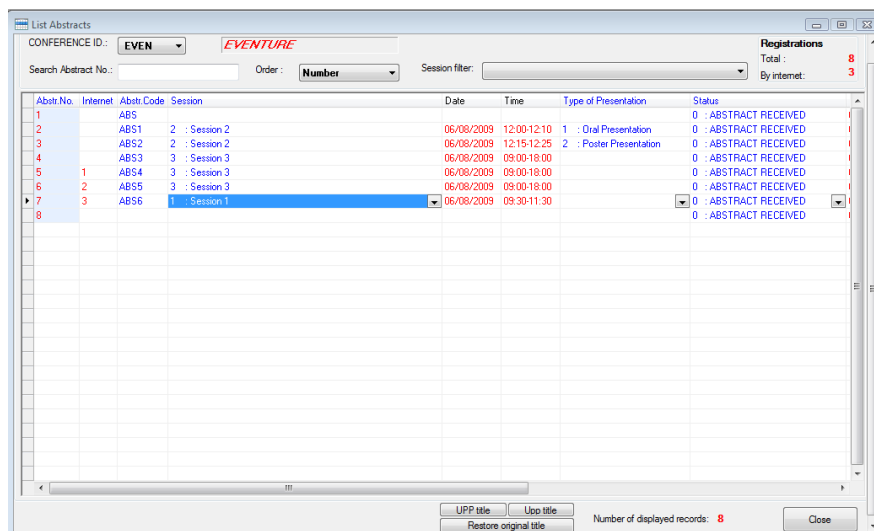 List Abstracts
CONFERENCE ID.: EVEN EVENTURE Registrations
Total : 8
Search Abstract No.: Order : Number Session filter: By internet: 3
Abstr.No. Internet Abstr.Code Session Date Time Type of Presentation Status
1 ABS 0 : ABSTRACT RECEIVED
2 ABS1 2 : Session 2 06/08/2009 12:00-12:10 1 : Oral Presentation 0 : ABSTRACT RECEIVED
3 ABS2 2 : Session 2 06/08/2009 12:15-12:25 2 : Poster Presentation 0 : ABSTRACT RECEIVED
4 ABS3 3 : Session 3 06/08/2009 09:00-18:00 0 : ABSTRACT RECEIVED
5 1 ABS4 3 : Session 3 06/08/2009 09:00-18:00 0 : ABSTRACT RECEIVED
6 2 ABS5 3 : Session 3 06/08/2009 09:00-18:00 0 : ABSTRACT RECEIVED
7 3 ABS6 1 : Session 1 06/08/2009 09:30-11:30 0 : ABSTRACT RECEIVED
8 0 : ABSTRACT RECEIVED
UPP title Upp title
Restore original title Number of displayed records: 8 Close